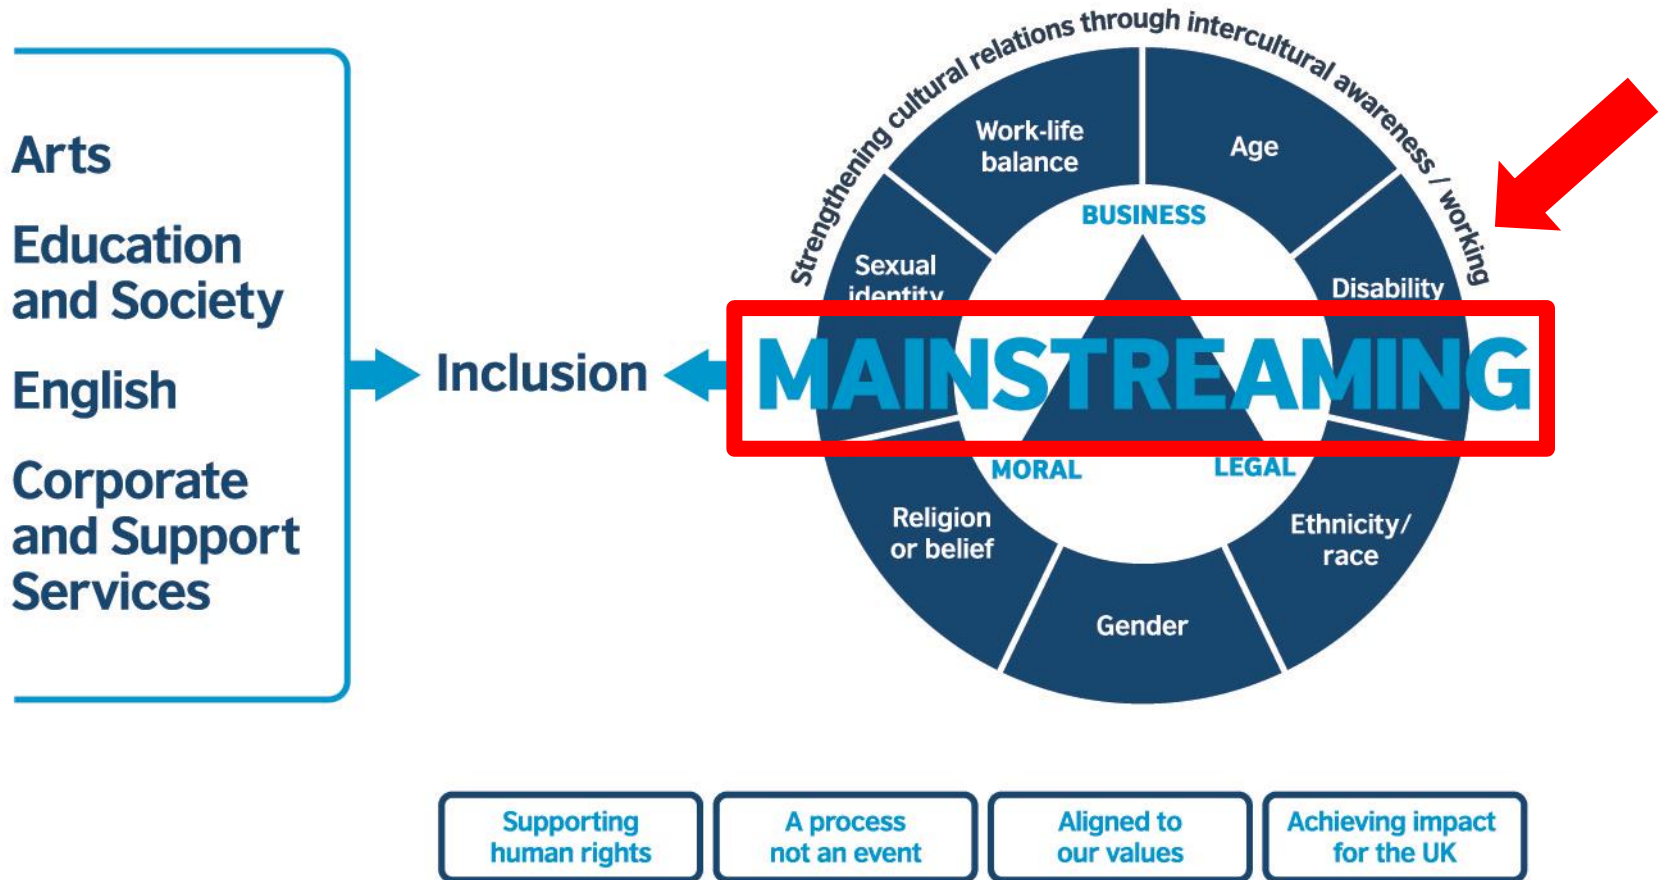 Arts
Education
and Society
English
Corporate
and Support
Services
Inclusion
Strengthening cultural relations through intercultural awareness / working
Work-life
balance
Age
BUSINESS
Sexual
identity
Disability
MAINSTREAMING
MORAL
LEGAL
Religion
or belief
Ethnicity/
race
Gender
Supporting
human rights
A process
not an event
Aligned to
our values
Achieving impact
for the UK